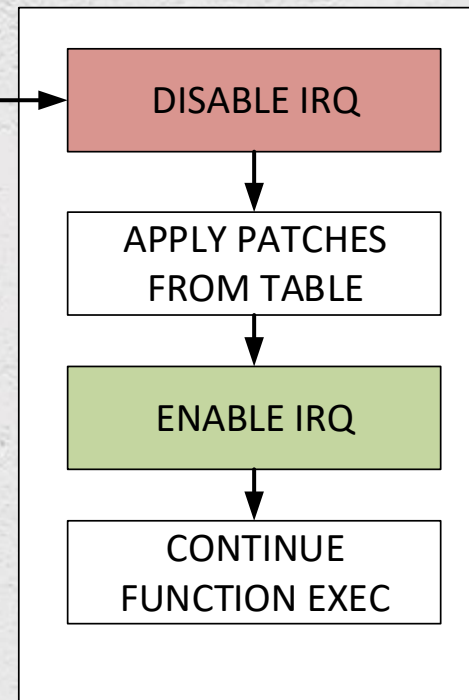 DISABLE IRQ
APPLY PATCHES
FROM TABLE
ENABLE IRQ
CONTINUE
FUNCTION EXEC